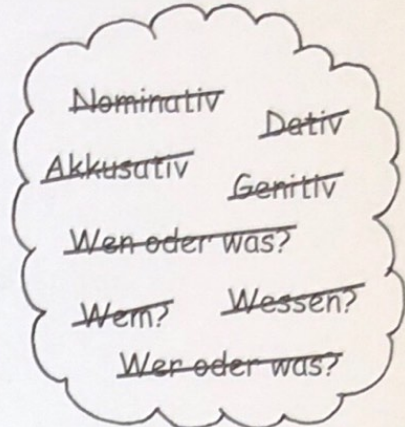 Nominativ
Dativ
Akkusativ
Genitiv
Wen oder was?
Wem?
Wessen?
Wer oder was?